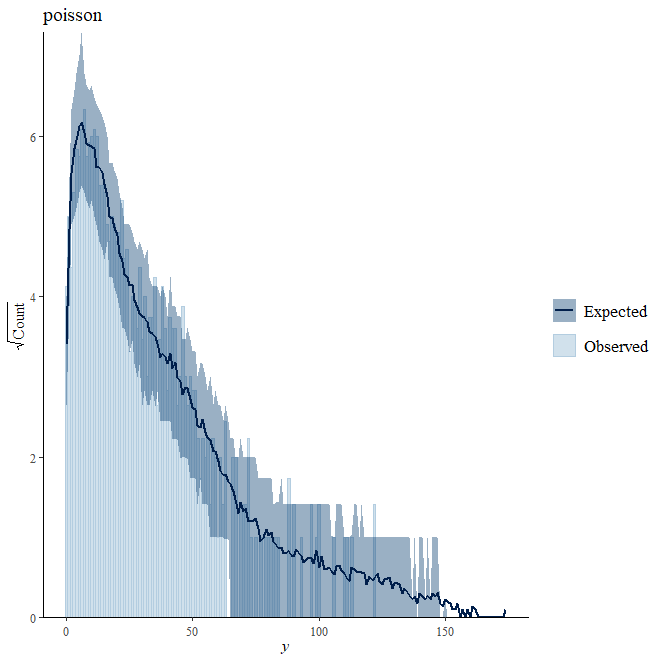 poisson
√Count
6
4
2
0
0 50 100 150
y
Expected
Observed